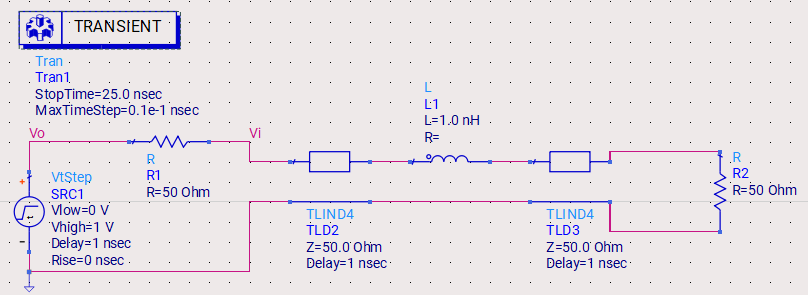 TRANSIENT
Tran
Tran1
StopTime=25.0 nsec
MaxTimeStep=0.1e-1 nsec
Vo
Vi
R
R1
R=50 Ohm
L
L1
L=1.0 nH
R=
+
VtStep
SRC1
Vlow=0 V
Vhigh=1 V
Delay=1 nsec
Rise=0 nsec
-
TLIND4
TLD2
Z=50.0 Ohm
Delay=1 nsec
TLIND4
TLD3
Z=50.0 Ohm
Delay=1 nsec
R
R2
R=50 Ohm